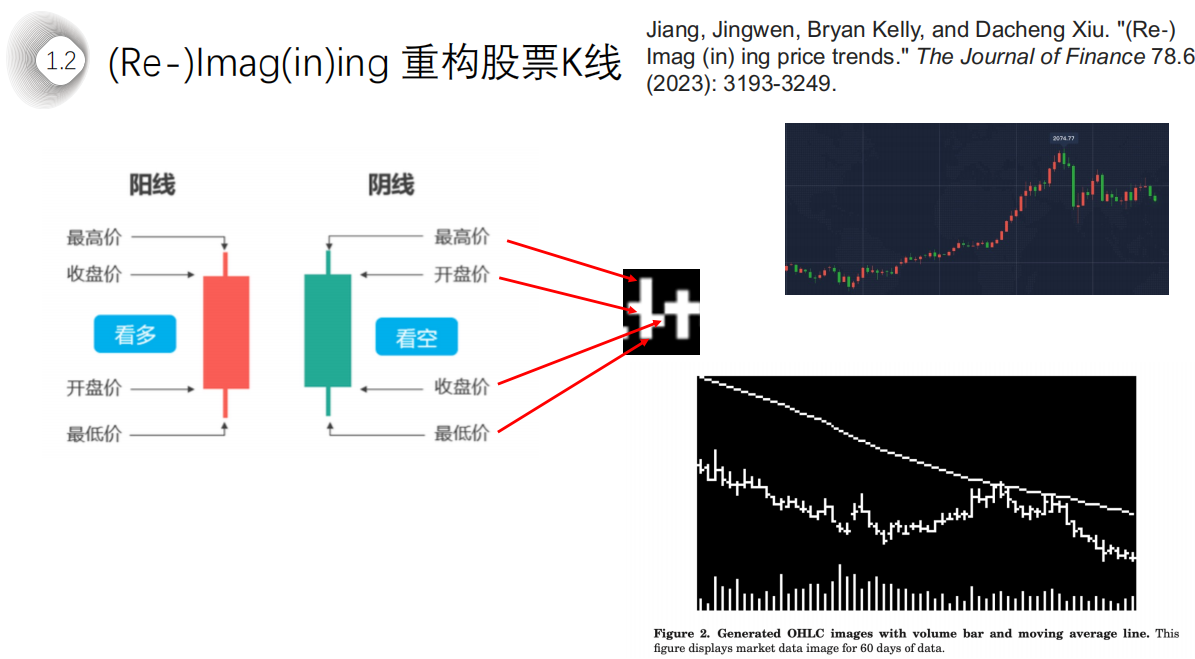 1.2
(Re-)Imag(in)ing 重构股票K线
Jiang, Jingwen, Bryan Kelly, and Dacheng Xiu. "(Re-)
Imag (in) ing price trends." The Journal of Finance 78.6
(2023): 3193-3249.
阳线
阴线
最高价
收盘价
看多
开盘价
最低价
最高价
开盘价
看空
收盘价
最低价
2074.77
Figure 2. Generated OHLC images with volume bar and moving average line. This
figure displays market data image for 60 days of data.